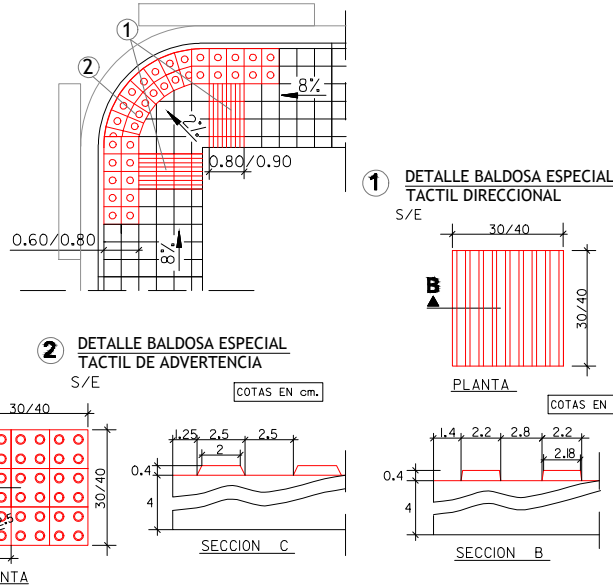 1
2
8%
2%
0.80/0.90
0.60/0.80
8%
1 DETALLE BALDOSA ESPECIAL
TACTIL DIRECCIONAL
S/E
30/40
B
30/40
PLANTA
COTAS EN
2 DETALLE BALDOSA ESPECIAL
TACTIL DE ADVERTENCIA
S/E
COTAS EN cm.
30/40
30/40
NTA
1.25 2.5 2.5
2
0.4
4
SECCION C
1.4 2.2 2.8 2.2
2.18
0.4
4
SECCION B